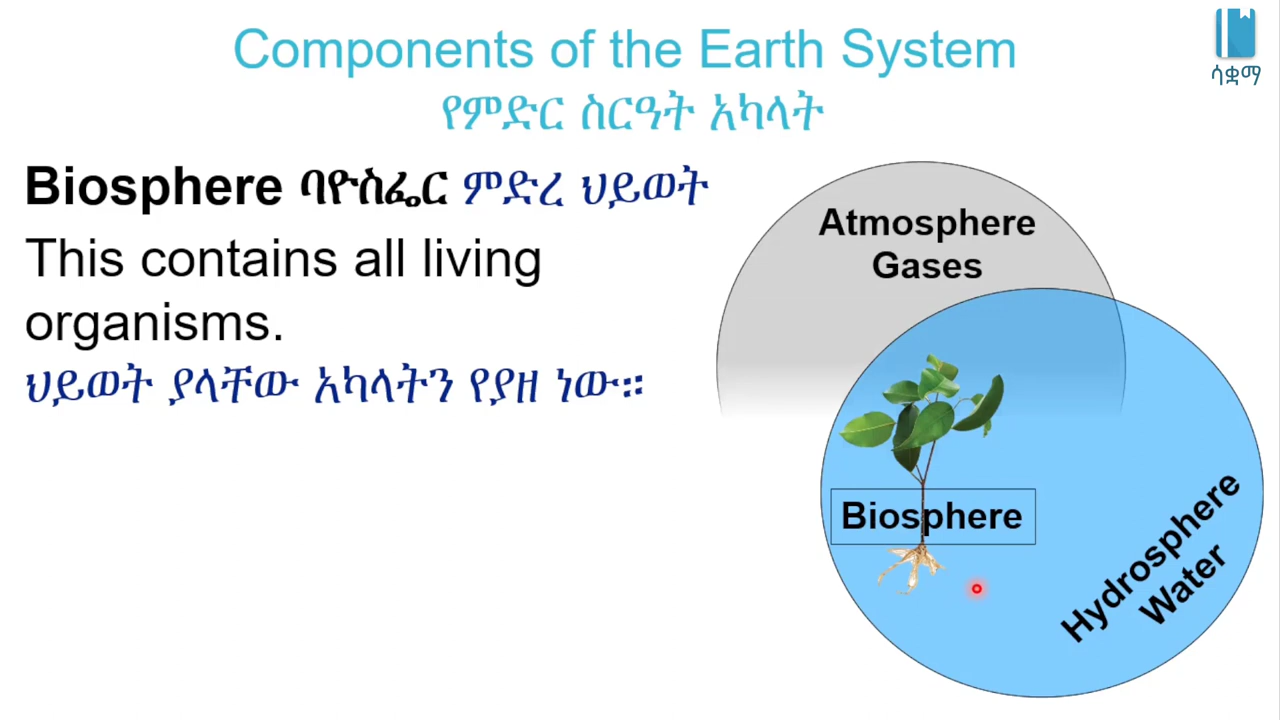 Components of the Earth System
የምድር ስርዓት አካላት
ሳቋማ
Biosphere ባዮስፌር ምድረ ህይወት
This contains all living
organisms.
ህይወት ያላቸው አካላትን የያዘ ነው።
Atmosphere
Gases
Biosphere
Hydrosphere
Water